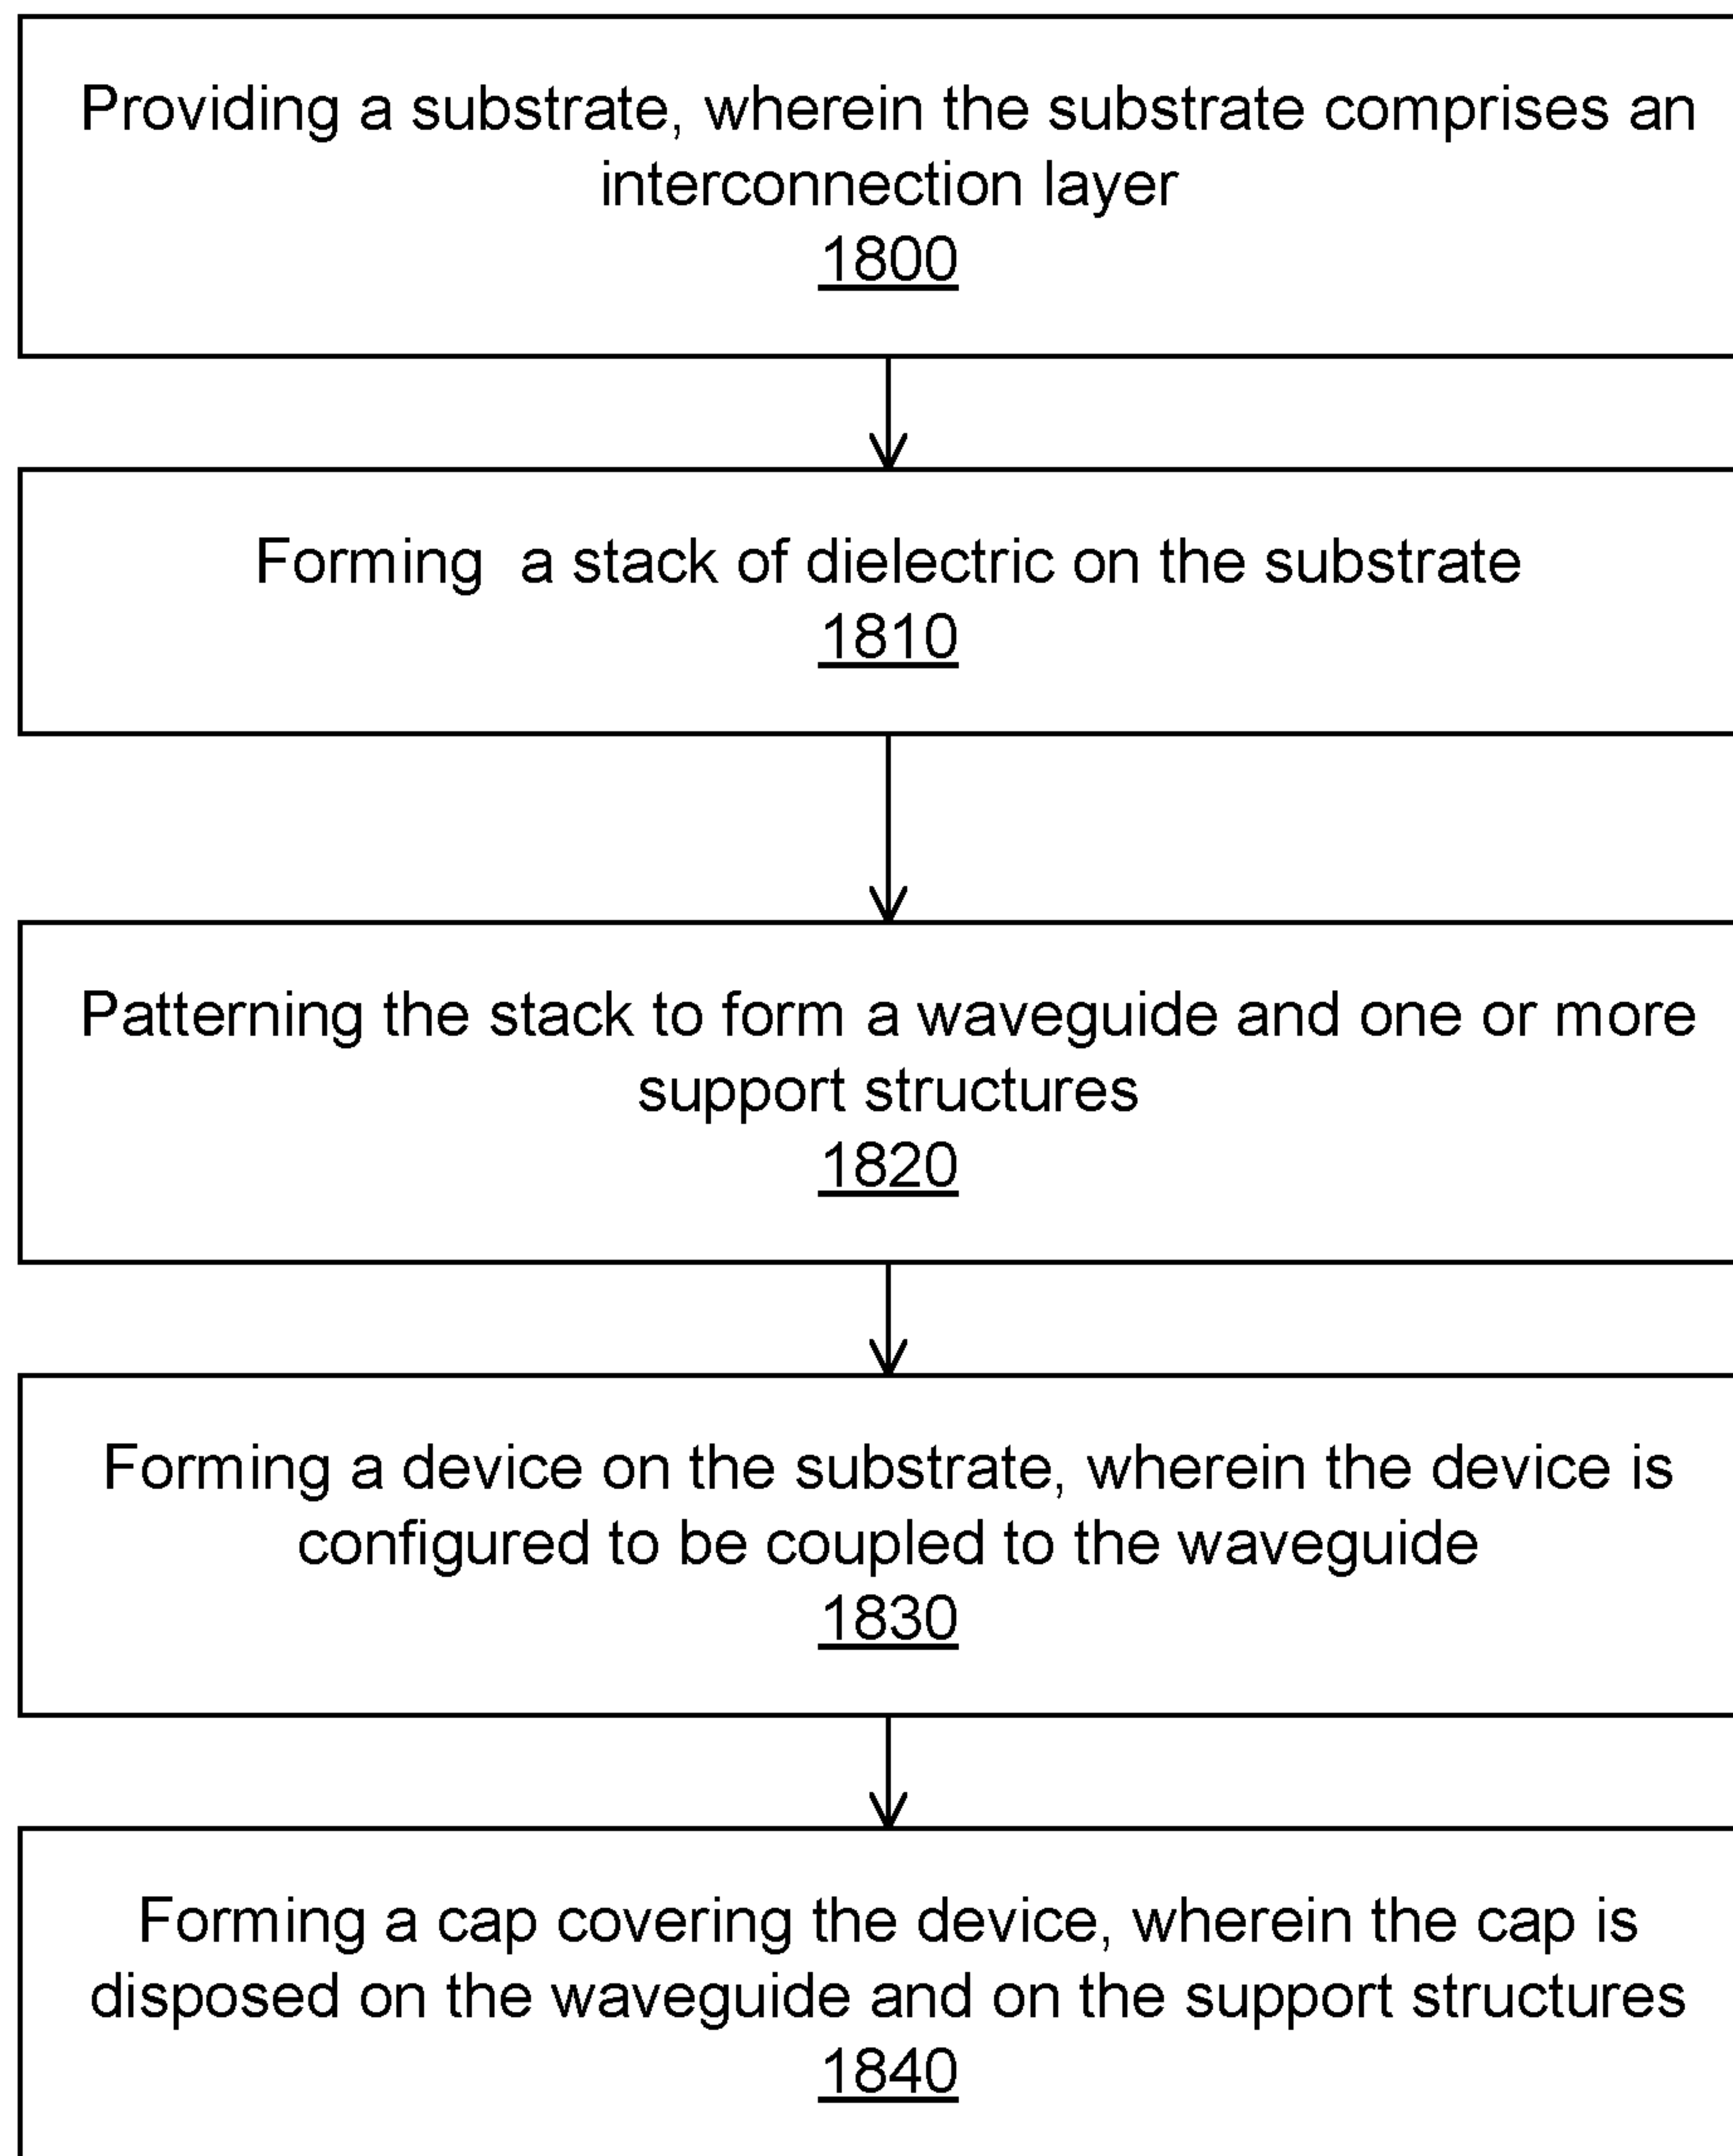 Providing a substrate, wherein the substrate comprises an
interconnection layer
1800
Forming a stack of dielectric on the substrate
1810
Patterning the stack to form a waveguide and one or more
support structures
1820
Forming a device on the substrate, wherein the device is
configured to be coupled to the waveguide
1830
Forming a cap covering the device, wherein the cap is
disposed on the waveguide and on the support structures
1840